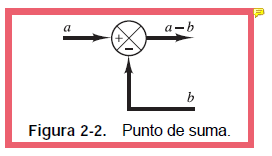 a
a – b
+
–
b
Figura 2-2. Punto de suma.